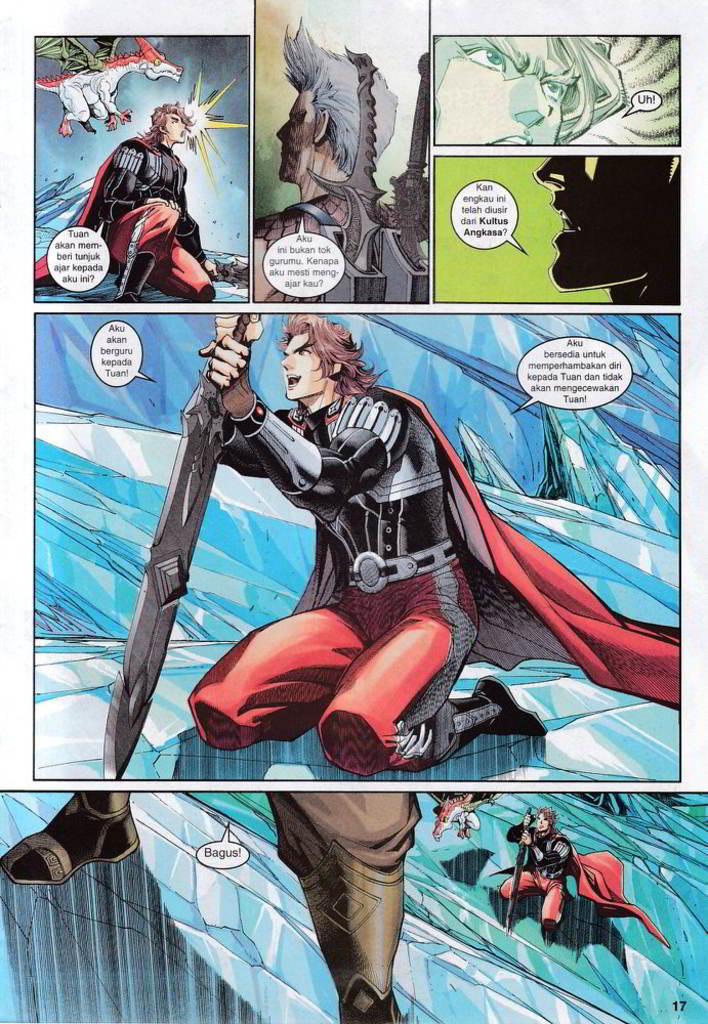 Tuan
akan mem-
beri tunjuk
ajar kepada
aku ini?
Aku
ini bukan tok
gurumu. Kenapa
aku mesti meng-
ajar kau?
Uh!
Kan
engkau ini
telah diusir
dari Kultus
Angkasa?
Aku
akan
berguru
kepada
Tuan!
Aku
bersedia untuk
memperhambakan diri
kepada Tuan dan tidak
akan mengecewakan
Tuan!
Bagus!
17